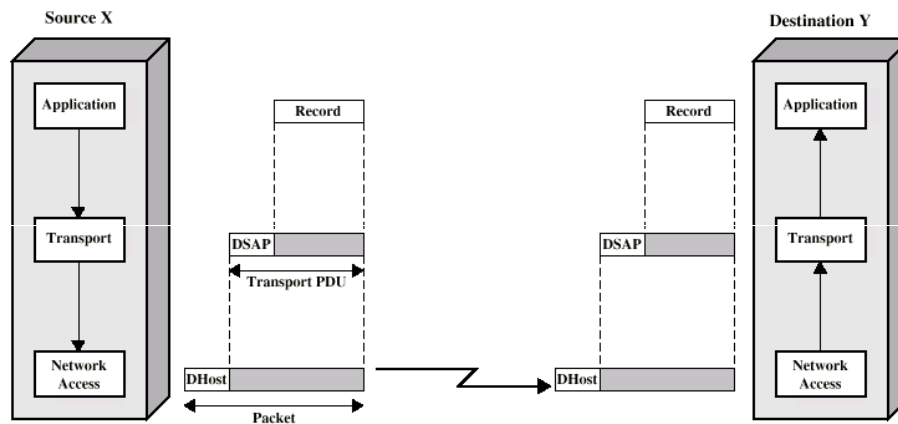 Source X
Destination Y
Application
Record
Record
Application
Transport
DSAP
DSAP
Transport
Transport PDU
Network
Access
DHost
DHost
Network
Access
Packet